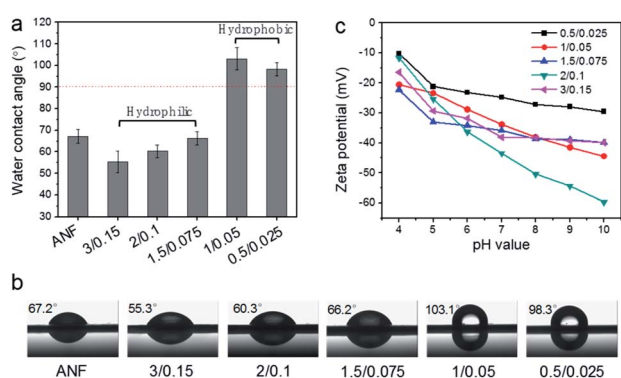 a
Water contact angle (°)
130
120
110
100
90
80
70
60
50
40
30
Hydrophobic
Hydrophilic
ANF
3/0.15
2/0.1
1.5/0.075
1/0.05
0.5/0.025
c
Zeta potential (mV)
0
-10
-20
-30
-40
-50
-60
0.5/0.025
1/0.05
1.5/0.075
2/0.1
3/0.15
4 5 6 7 8 9 10
pH value
b
67.2° 55.3° 60.3° 66.2° 103.1° 98.3°
ANF 3/0.15 2/0.1 1.5/0.075 1/0.05 0.5/0.025